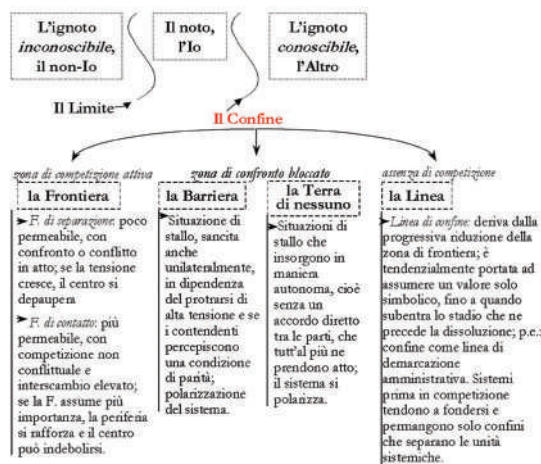 L'ignoto
inconoscibile,
il non-Io
Il noto,
l'Io
L'ignoto
conoscibile,
l'Altro
Il Limite
Il Confine
zona di competizione attiva
la Frontiera
F. di separazione: poco
permeabile, con
confronto o conflitto
in atto; se la tensione
cresce, il centro si
depaupera
F. di contatto: più
permeabile, con
competizione non
conflittuale e
interscambio elevato;
se la F. assume più
importanza, la periferia
si rafforza e il centro
può indebolirsi.
zona di confronto bloccato
la Barriera
Situazione di
stallo, sancita
anche
unilateralmente,
in dipendenza
del protrarsi di
alta tensione e se
i contendenti
percepiscono
una condizione
di parità;
polarizzazione
del sistema.
la Terra
di nessuno
Situazioni di
stallo che
insorgono in
maniera
autonoma, cioè
senza un
accordo diretto
tra le parti, che
tutt'al più ne
prendono atto;
il sistema si
polarizza.
assenza di competizione
la Linea
Linea di confine: deriva dalla
progressiva riduzione della
zona di frontiera; è
tendenzialmente portata ad
assumere un valore solo
simbolico, fino a quando
subentra lo stadio che ne
precede la dissoluzione; p.e.:
confine come linea di
demarcazione
amministrativa. Sistemi
prima in competizione
tendono a fondersi e
permangono solo confini
che separano le unità
sistemiche.